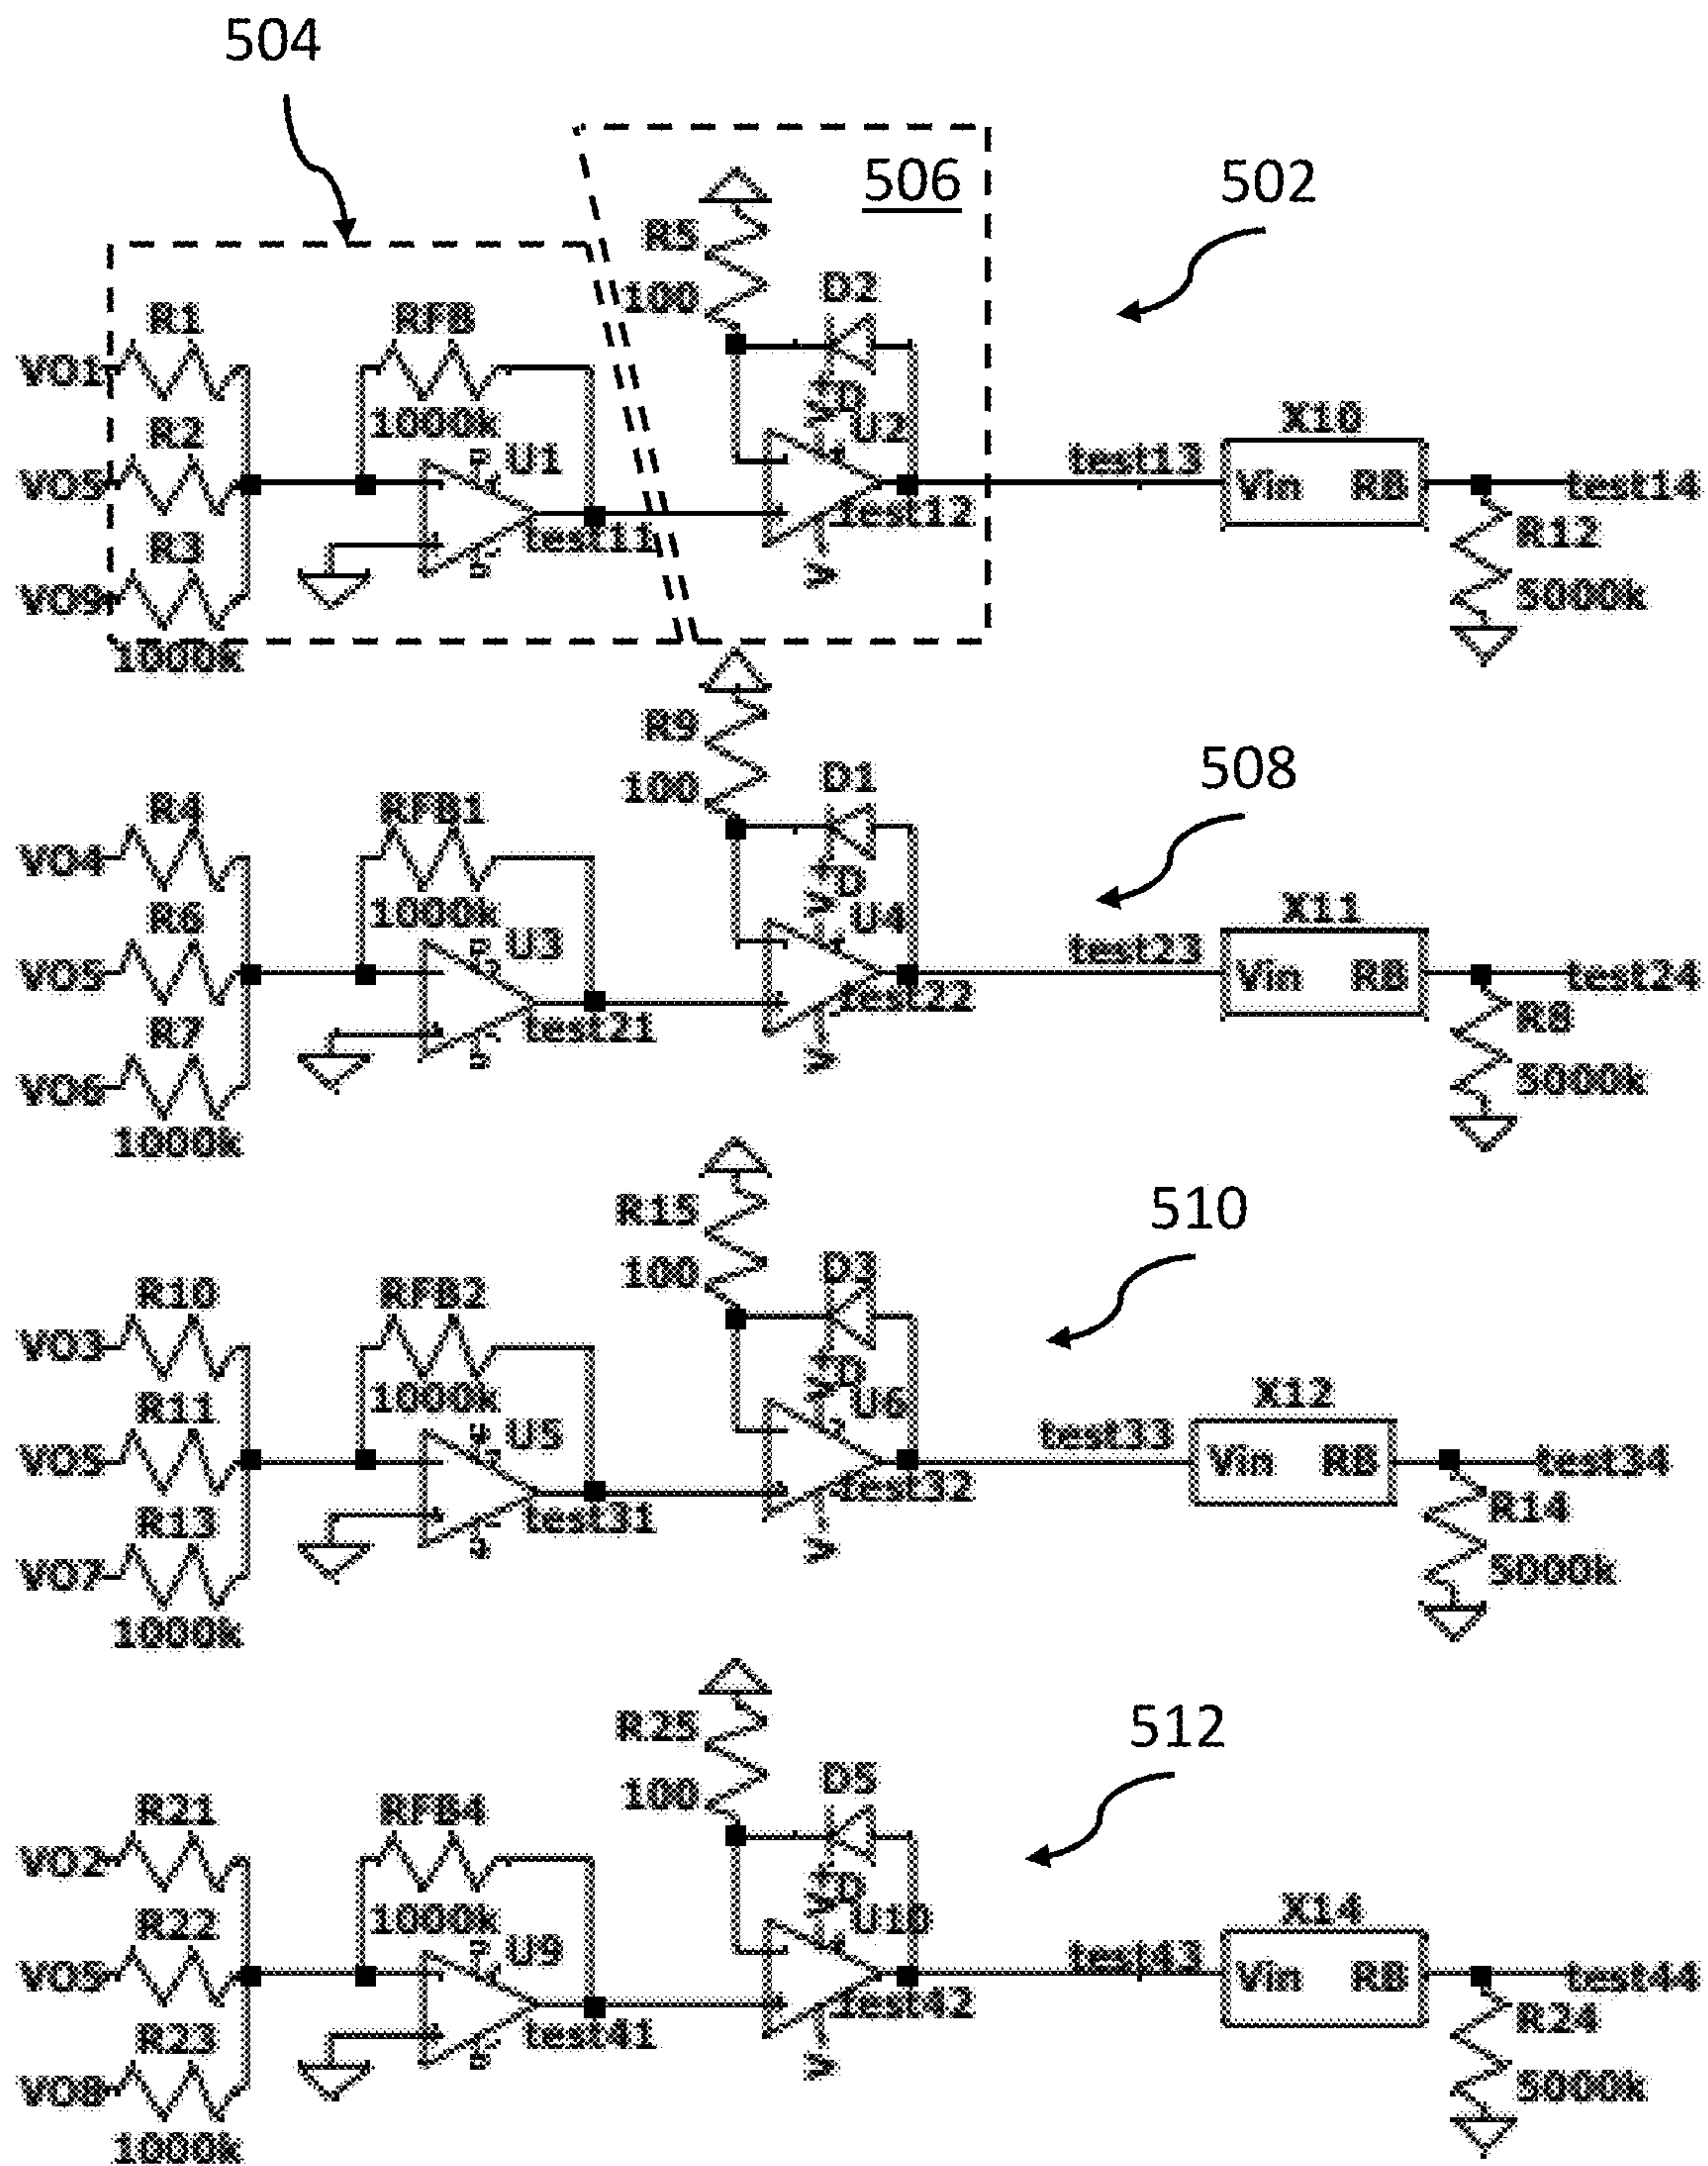 504
506
502
R5
100
D2
R1
RFB
VO1
1000k
R2
U1
U2
X10
VO5
test13
Vin
RB
test14
R3
test11
test12
R12
VO9
5000k
1000k
R9
100
D1
508
R4
RFB1
VO4
1000k
R6
U3
U4
X11
VO5
test23
Vin
RB
test24
R7
test21
test22
R8
VO6
5000k
1000k
R15
100
D3
510
R10
RFB2
VO3
1000k
R11
U5
U6
X12
VO5
test33
Vin
RB
test34
R13
test31
test32
R14
VO7
5000k
1000k
R25
100
D5
512
R21
RFB4
VO2
1000k
R22
U9
U10
X14
VO5
test43
Vin
RB
test44
R23
test41
test42
R24
VO8
5000k
1000k